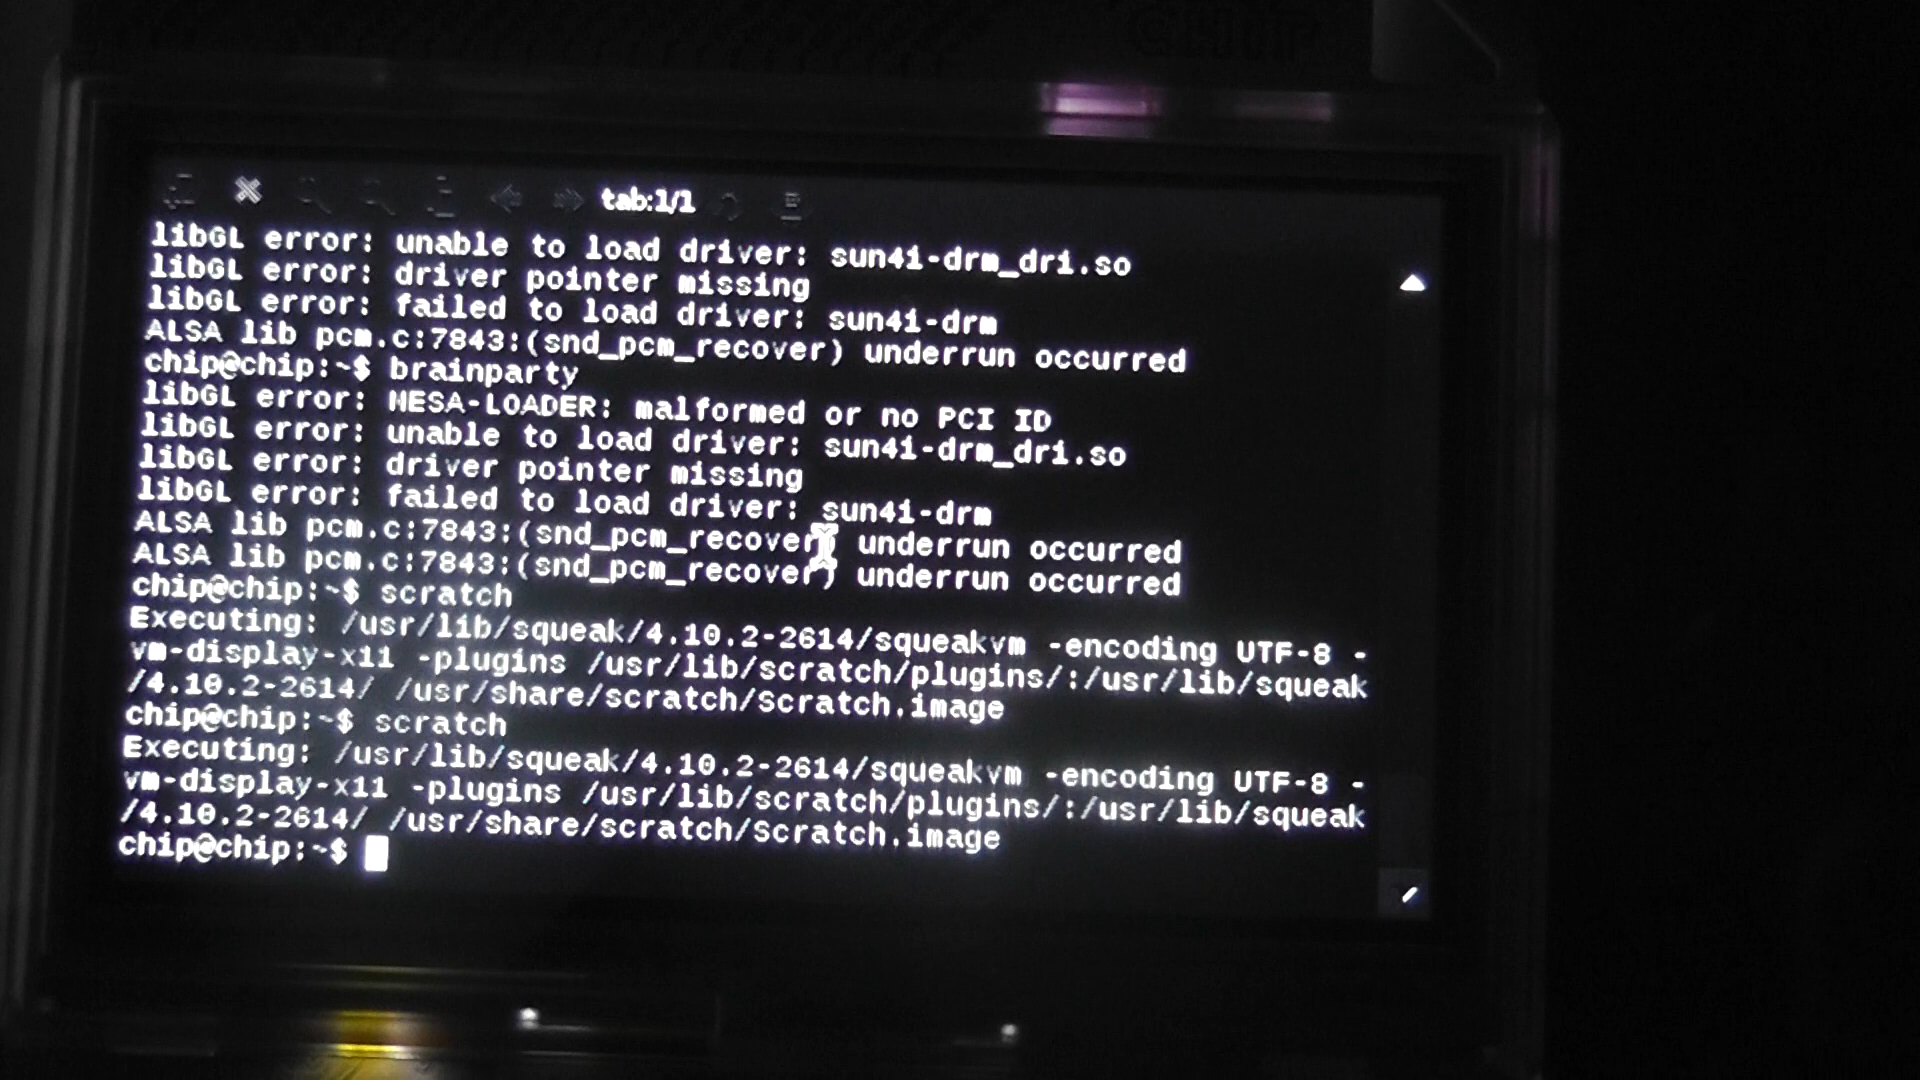 tab:1/1
libGL error: unable to load driver: sun4i-drm_dri.so
libGL error: driver pointer missing
libGL error: failed to load driver: sun4i-drm
ALSA lib pcm.c:7843:(snd_pcm_recover) underrun occurred
chip@chip:~$ brainparty
libGL error: MESA-LOADER: malformed or no PCI ID
libGL error: unable to load driver: sun4i-drm_dri.so
libGL error: driver pointer missing
libGL error: failed to load driver: sun4i-drm
ALSA lib pcm.c:7843:(snd_pcm_recover) underrun occurred
ALSA lib pcm.c:7843:(snd_pcm_recover) underrun occurred
chip@chip:~$ scratch
Executing: /usr/lib/squeak/4.10.2-2614/squeakvm -encoding UTF-8 -
vm-display-x11 -plugins /usr/lib/scratch/plugins/:/usr/lib/squeak
/4.10.2-2614/ /usr/share/scratch/Scratch.image
chip@chip:~$ scratch
Executing: /usr/lib/squeak/4.10.2-2614/squeakvm -encoding UTF-8 -
vm-display-x11 -plugins /usr/lib/scratch/plugins/:/usr/lib/squeak
/4.10.2-2614/ /usr/share/scratch/Scratch.image
chip@chip:~$